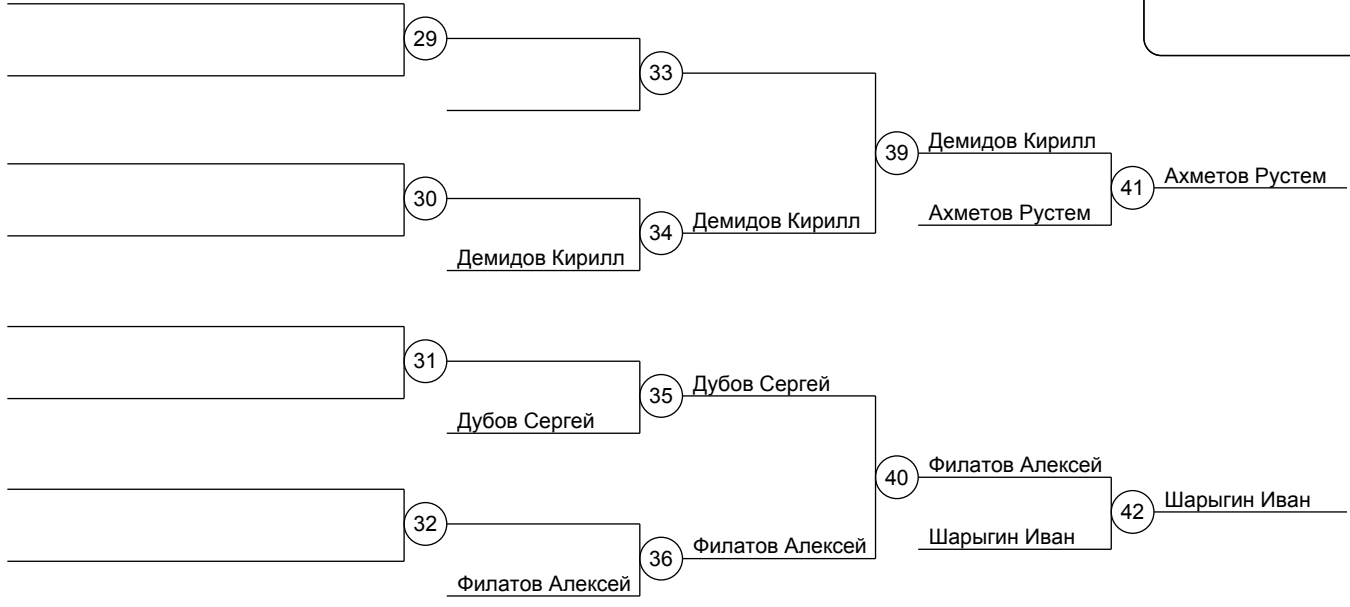 29
33
39
Демидов Кирилл
41
Ахметов Рустем
30
Ахметов Рустем
34
Демидов Кирилл
Демидов Кирилл
31
35
Дубов Сергей
Дубов Сергей
40
Филатов Алексей
42
Шарыгин Иван
32
Шарыгин Иван
36
Филатов Алексей
Филатов Алексей